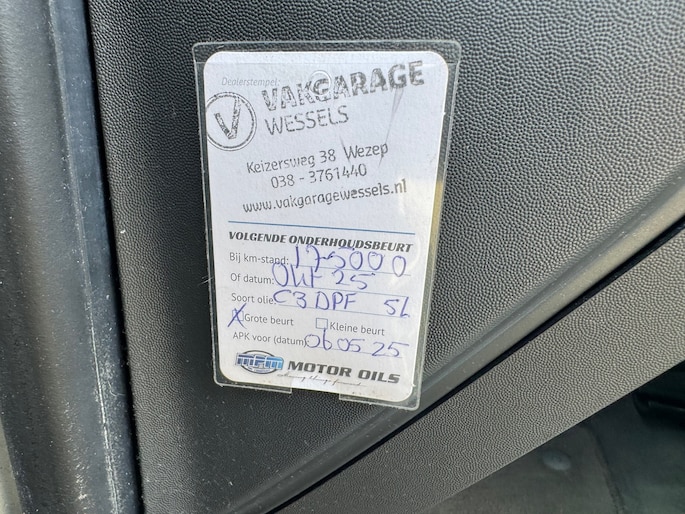 Dealerstempel:
VAKGARAGE
V WESSELS
Keizersweg 38 Wezep
038 - 3761440
www.vakgaragewessels.nl
VOLGENDE ONDERHOUDSBEURT
Bij km-stand: 175000
Of datum: Okt 25
Soort olie: C3 DPF 5L
X Grote beurt Kleine beurt
APK voor (datum) 06 05 25
MPM MOTOR OILS